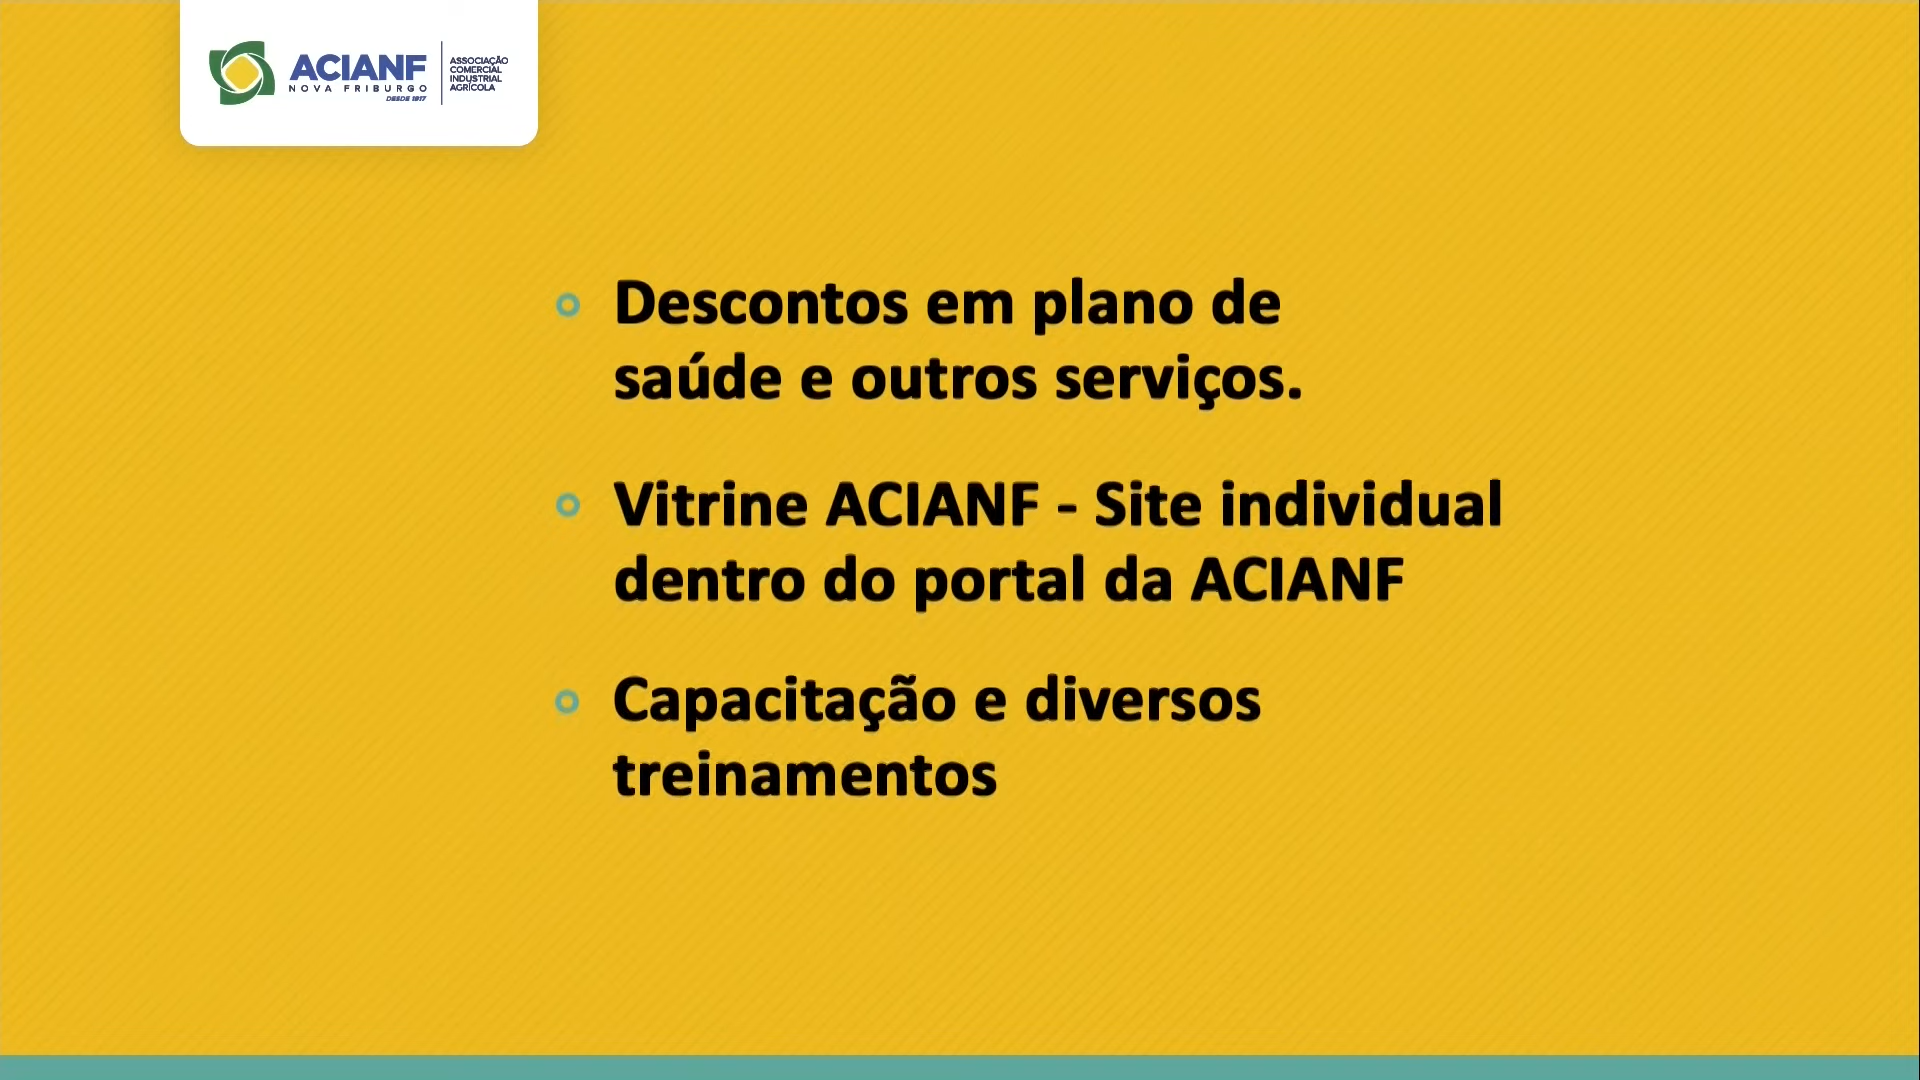 ACIANF
NOVA FRIBURGO
DESDE 1917
ASSOCIAÇÃO
COMERCIAL
INDUSTRIAL
AGRÍCOLA
Descontos em plano de
saúde e outros serviços.
Vitrine ACIANF - Site individual
dentro do portal da ACIANF
Capacitação e diversos
treinamentos